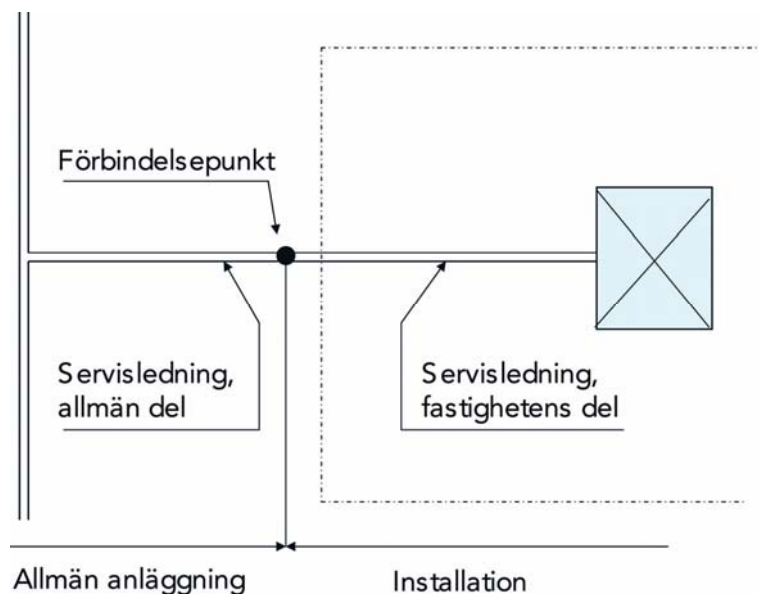 Förbindelsepunkt
Servisledning,
allmän del
Servisledning,
fastighetens del
Allmän anläggning
Installation